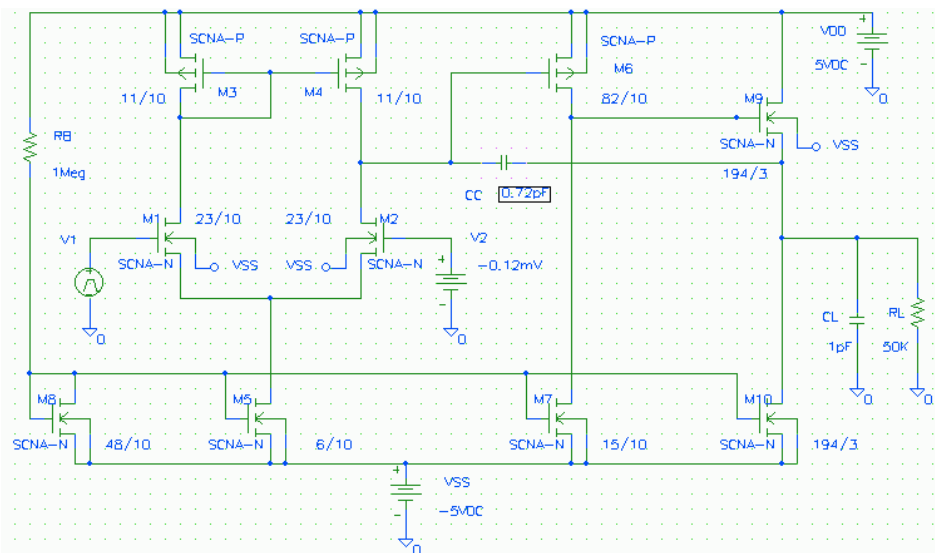 SCNA-P
SCNA-P
SCNA-P
VDD
5VDC
+
-
0
M3
M4
M6
11/10
11/10
82/10
M9
SCNA-N
VSS
194/3
RB
1Meg
CC
0.72pF
M1
23/10
23/10
M2
V1
SCNA-N
VSS
VSS
SCNA-N
V2
+
-0.12mV
-
0
0
CL
1pF
RL
50K
0
0
M8
SCNA-N
48/10
M5
SCNA-N
6/10
M7
SCNA-N
15/10
M10
SCNA-N
194/3
+
VSS
-5VDC
-
0